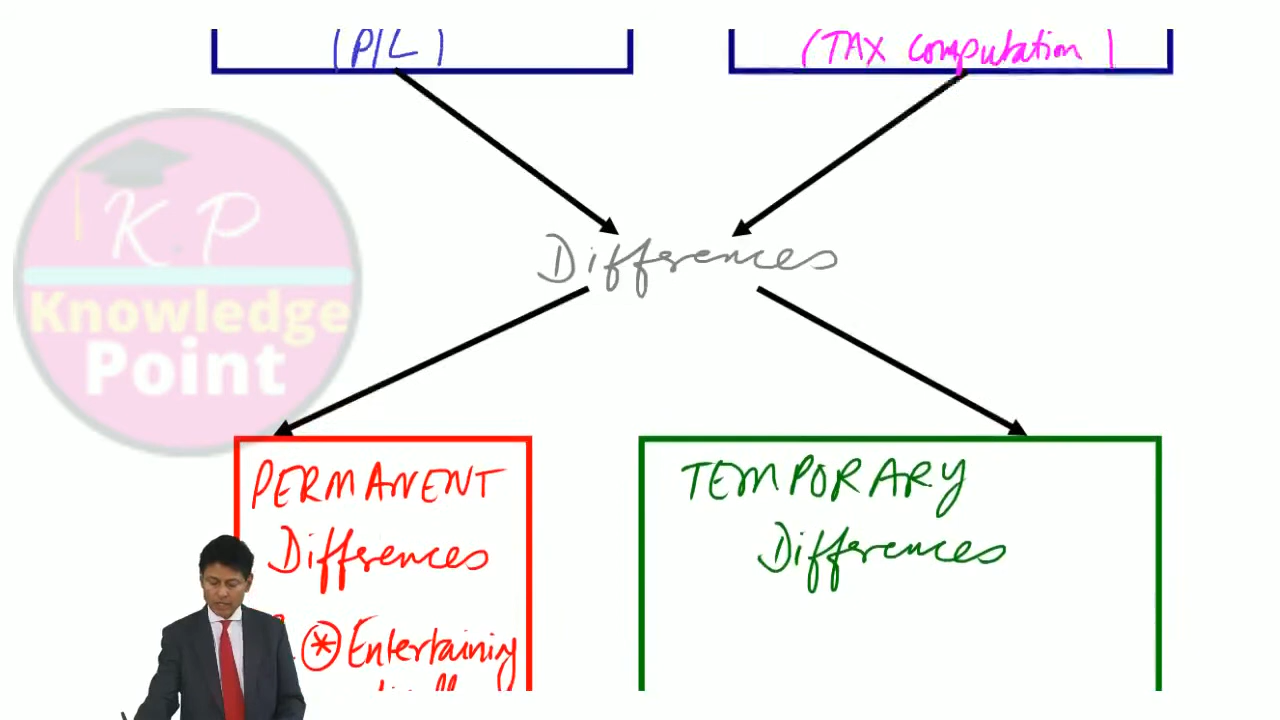 (P/L)
(TAX computation)
K.P
Knowledge
Point
Differences
PERMANENT
Differences
TEMPORARY
Differences
* Entertaining